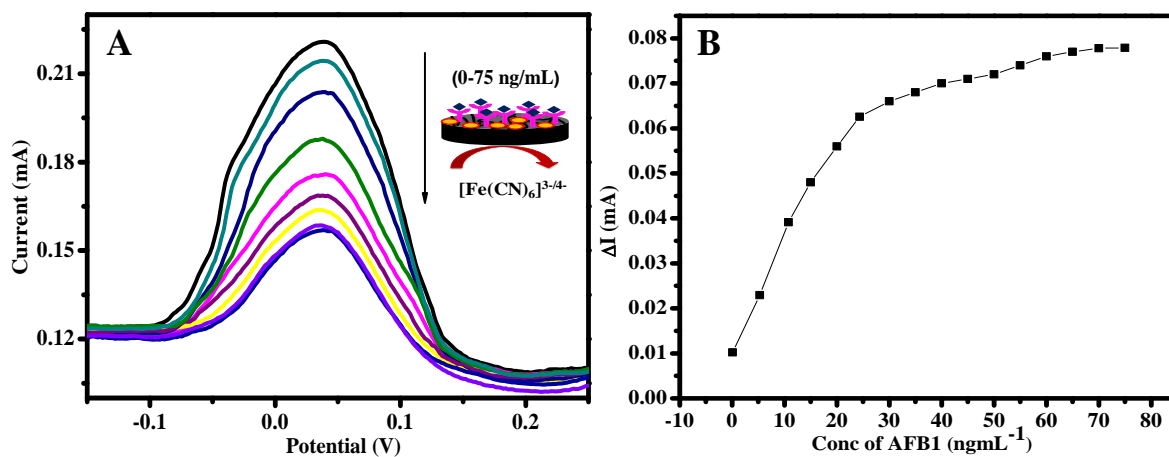 A
0.21
0.18
0.15
0.12
Current (mA)
-0.1
0.0
0.1
0.2
Potential (V)
(0-75 ng/mL)
[Fe(CN)6]3-/4-
B
0.08
0.07
0.06
0.05
0.04
0.03
0.02
0.01
0.00
ΔI (mA)
-10 0 10 20 30 40 50 60 70 80
Conc of AFB1 (ngmL-1)